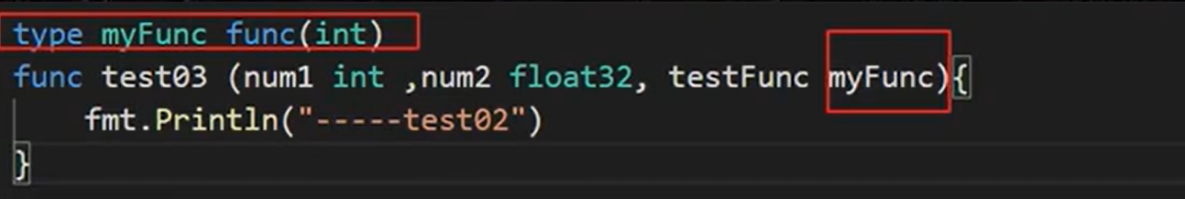 type myFunc func(int)
func test03 (num1 int ,num2 float32, testFunc myFunc){
    fmt.Println("-----test02")
}